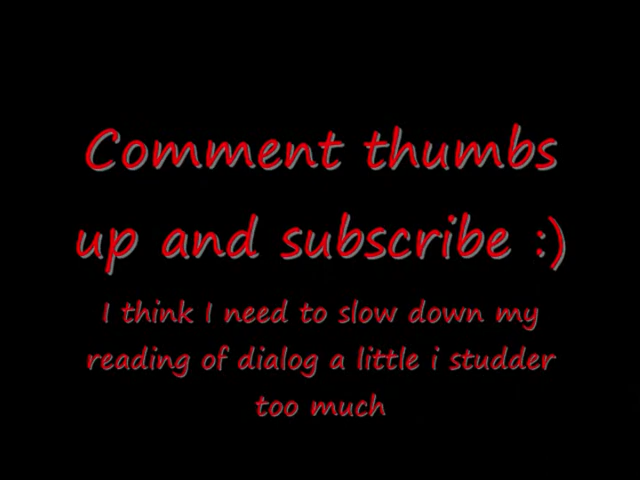 Comment thumbs
up and subscribe :)
I think I need to slow down my
reading of dialog a little i studder
too much